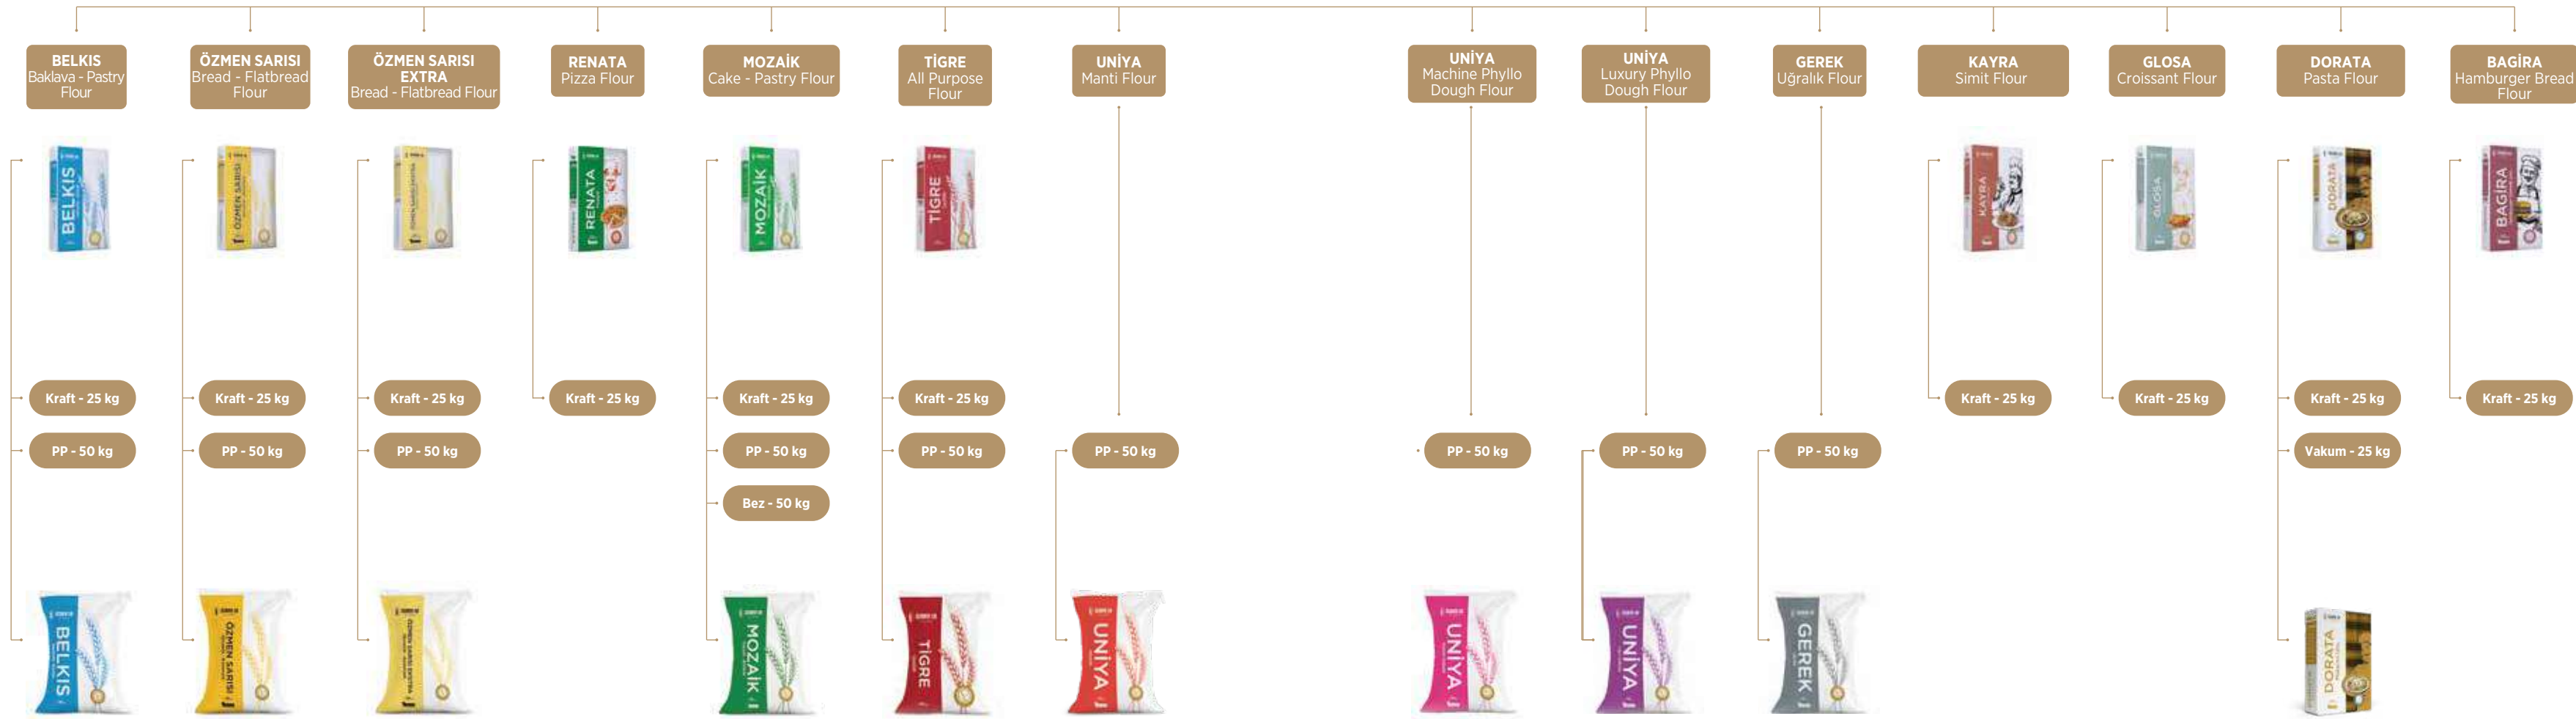 BELKIS
Baklava - Pastry
Flour
ÖZMEN SARISI
Bread - Flatbread
Flour
ÖZMEN SARISI
EXTRA
Bread - Flatbread Flour
RENATA
Pizza Flour
MOZAİK
Cake - Pastry Flour
TİGRE
All Purpose
Flour
UNİYA
Manti Flour
UNİYA
Machine Phyllo
Dough Flour
UNİYA
Luxury Phyllo
Dough Flour
GEREK
Uğralık Flour
KAYRA
Simit Flour
GLOSA
Croissant Flour
DORATA
Pasta Flour
BAGİRA
Hamburger Bread
Flour
BELKIS
ÖZMEN SARISI
ÖZMEN SARISI EKSTRA
RENATA
MOZAİK
TİGRE
KAYRA
GLOSA
DORATA
BAGİRA
Kraft - 25 kg
Kraft - 25 kg
Kraft - 25 kg
Kraft - 25 kg
Kraft - 25 kg
Kraft - 25 kg
Kraft - 25 kg
Kraft - 25 kg
Kraft - 25 kg
Kraft - 25 kg
PP - 50 kg
PP - 50 kg
PP - 50 kg
PP - 50 kg
PP - 50 kg
PP - 50 kg
PP - 50 kg
PP - 50 kg
PP - 50 kg
Vakum - 25 kg
Bez - 50 kg
BELKIS
ÖZMEN SARISI
ÖZMEN SARISI EKSTRA
MOZAİK
TİGRE
UNİYA
UNİYA
UNİYA
GEREK
DORATA